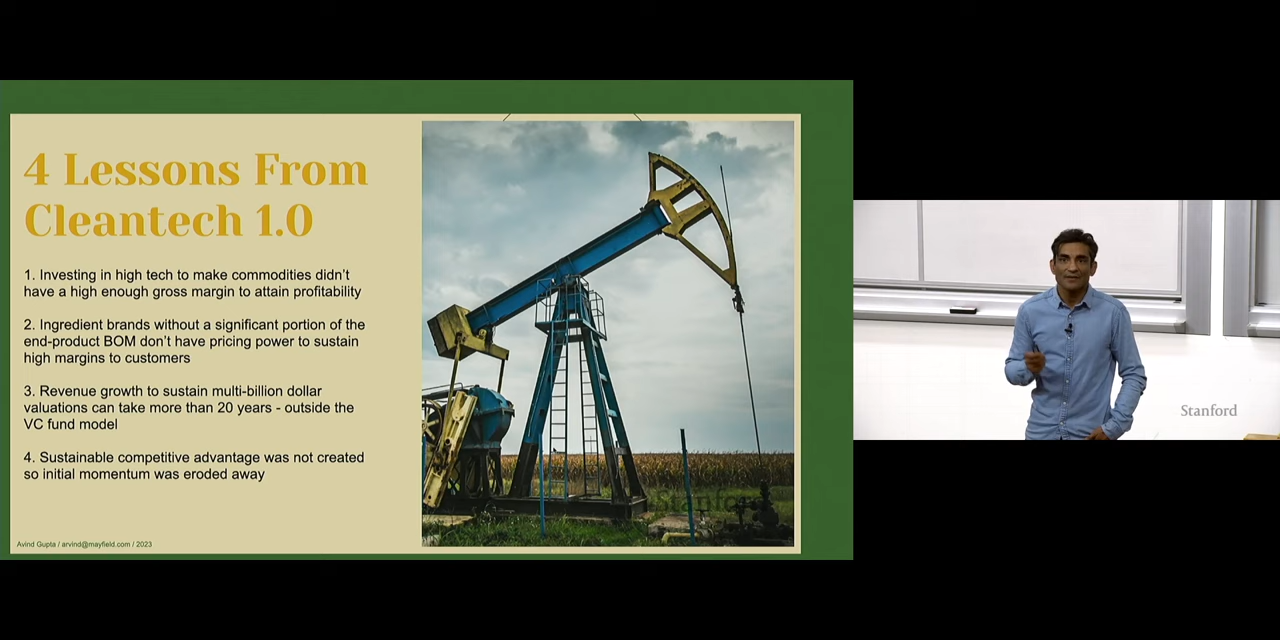 4 Lessons From
Cleantech 1.0
1. Investing in high tech to make commodities didn't
have a high enough gross margin to attain profitability
2. Ingredient brands without a significant portion of the
end-product BOM don't have pricing power to sustain
high margins to customers
3. Revenue growth to sustain multi-billion dollar
valuations can take more than 20 years - outside the
VC fund model
4. Sustainable competitive advantage was not created
so initial momentum was eroded away
Avind Gupta / arvind@mayfield.com / 2023
Stanford
Stanford